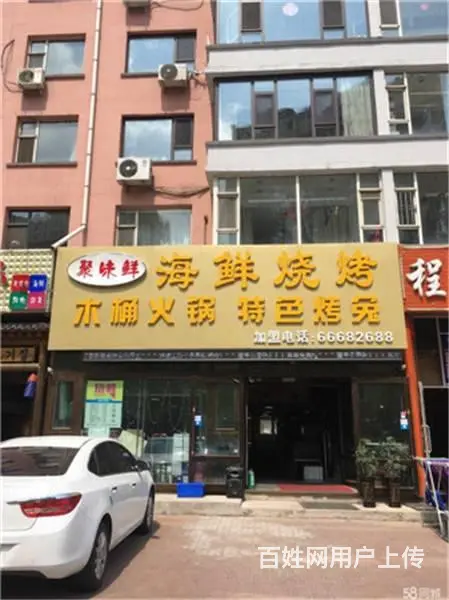 聚味鲜
海鲜烧烤
木桶火锅 特色烤兔
加盟电话:66682688
程
百姓网用户上传
58同城